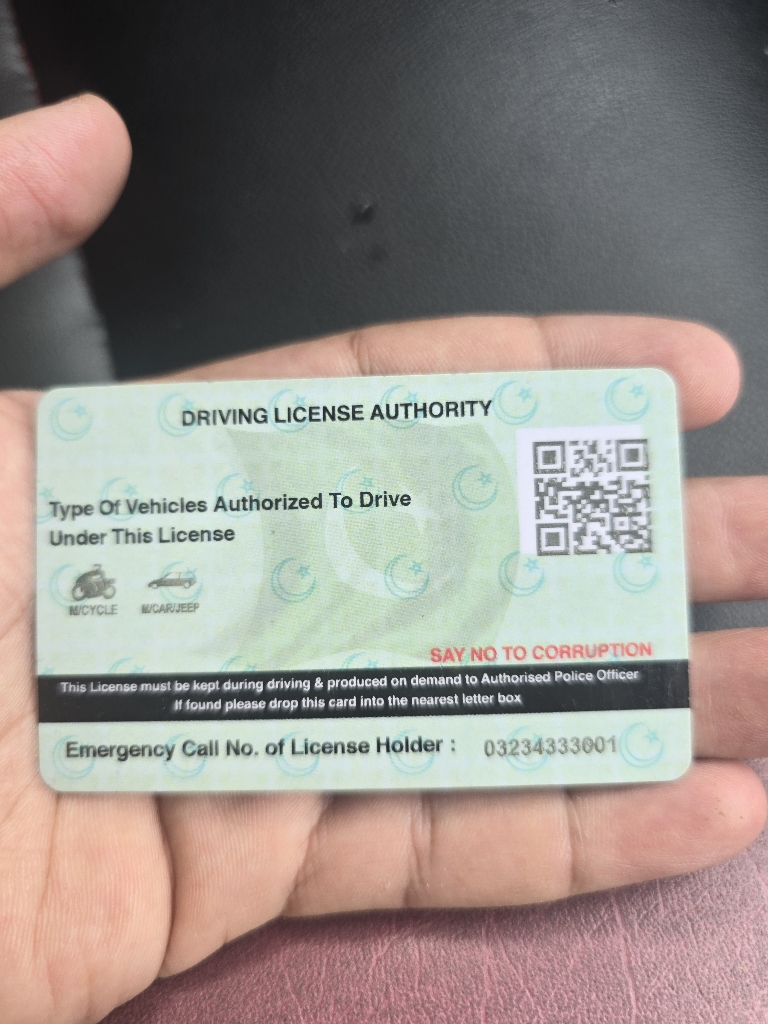 DRIVING LICENSE AUTHORITY
Type Of Vehicles Authorized To Drive
Under This License
M/CYCLE M/CAR/JEEP
SAY NO TO CORRUPTION
This License must be kept during driving & produced on demand to Authorised Police Officer
If found please drop this card into the nearest letter box
Emergency Call No. of License Holder : 03234333001